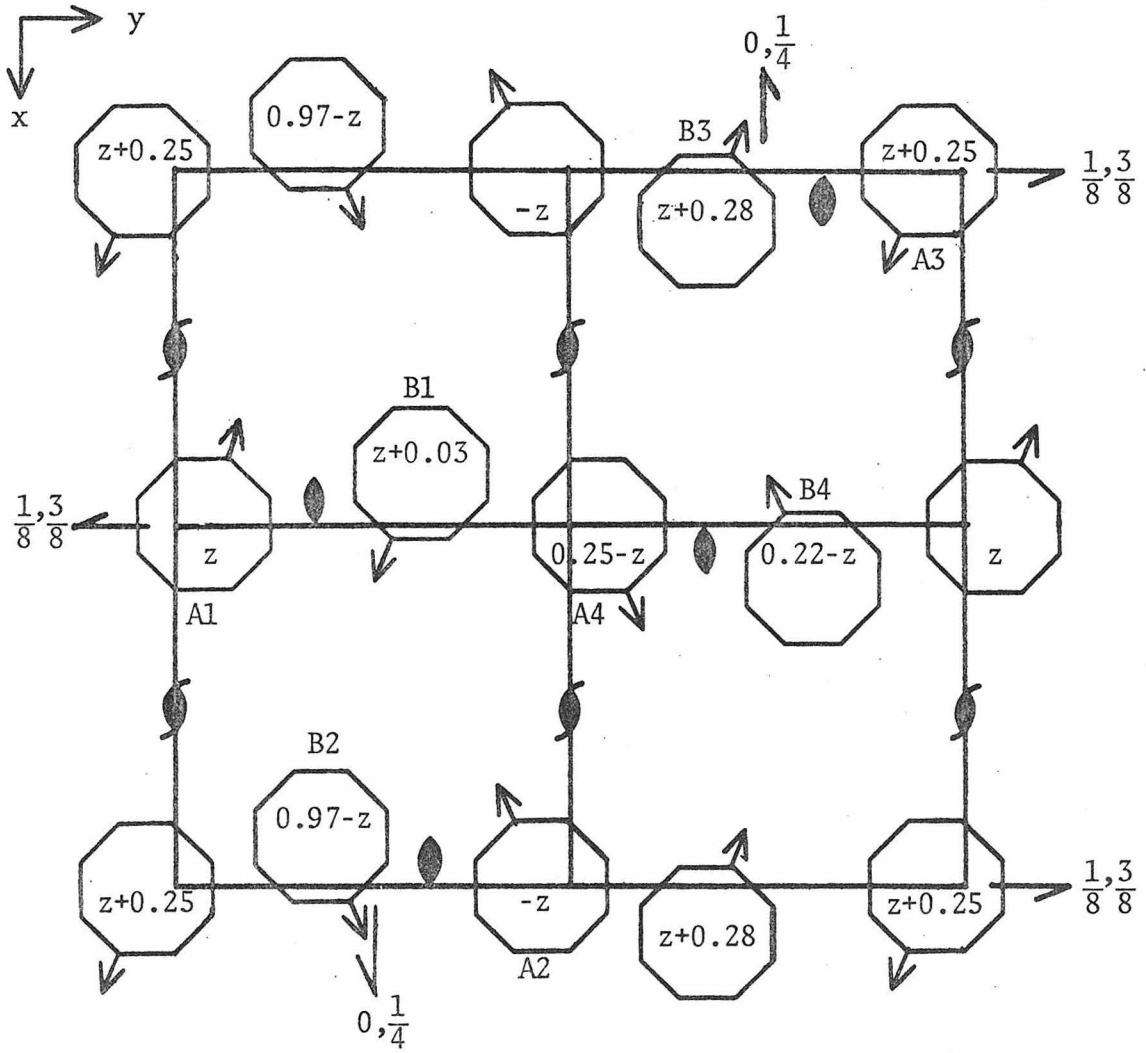 y
x
0,1/4
0.97-z
B3
z+0.25
z+0.25
1/8,3/8
-z
z+0.28
A3
B1
z+0.03
B4
1/8,3/8
z
0.25-z
0.22-z
z
A1
A4
B2
0.97-z
z+0.25
-z
z+0.28
z+0.25
1/8,3/8
A2
0,1/4